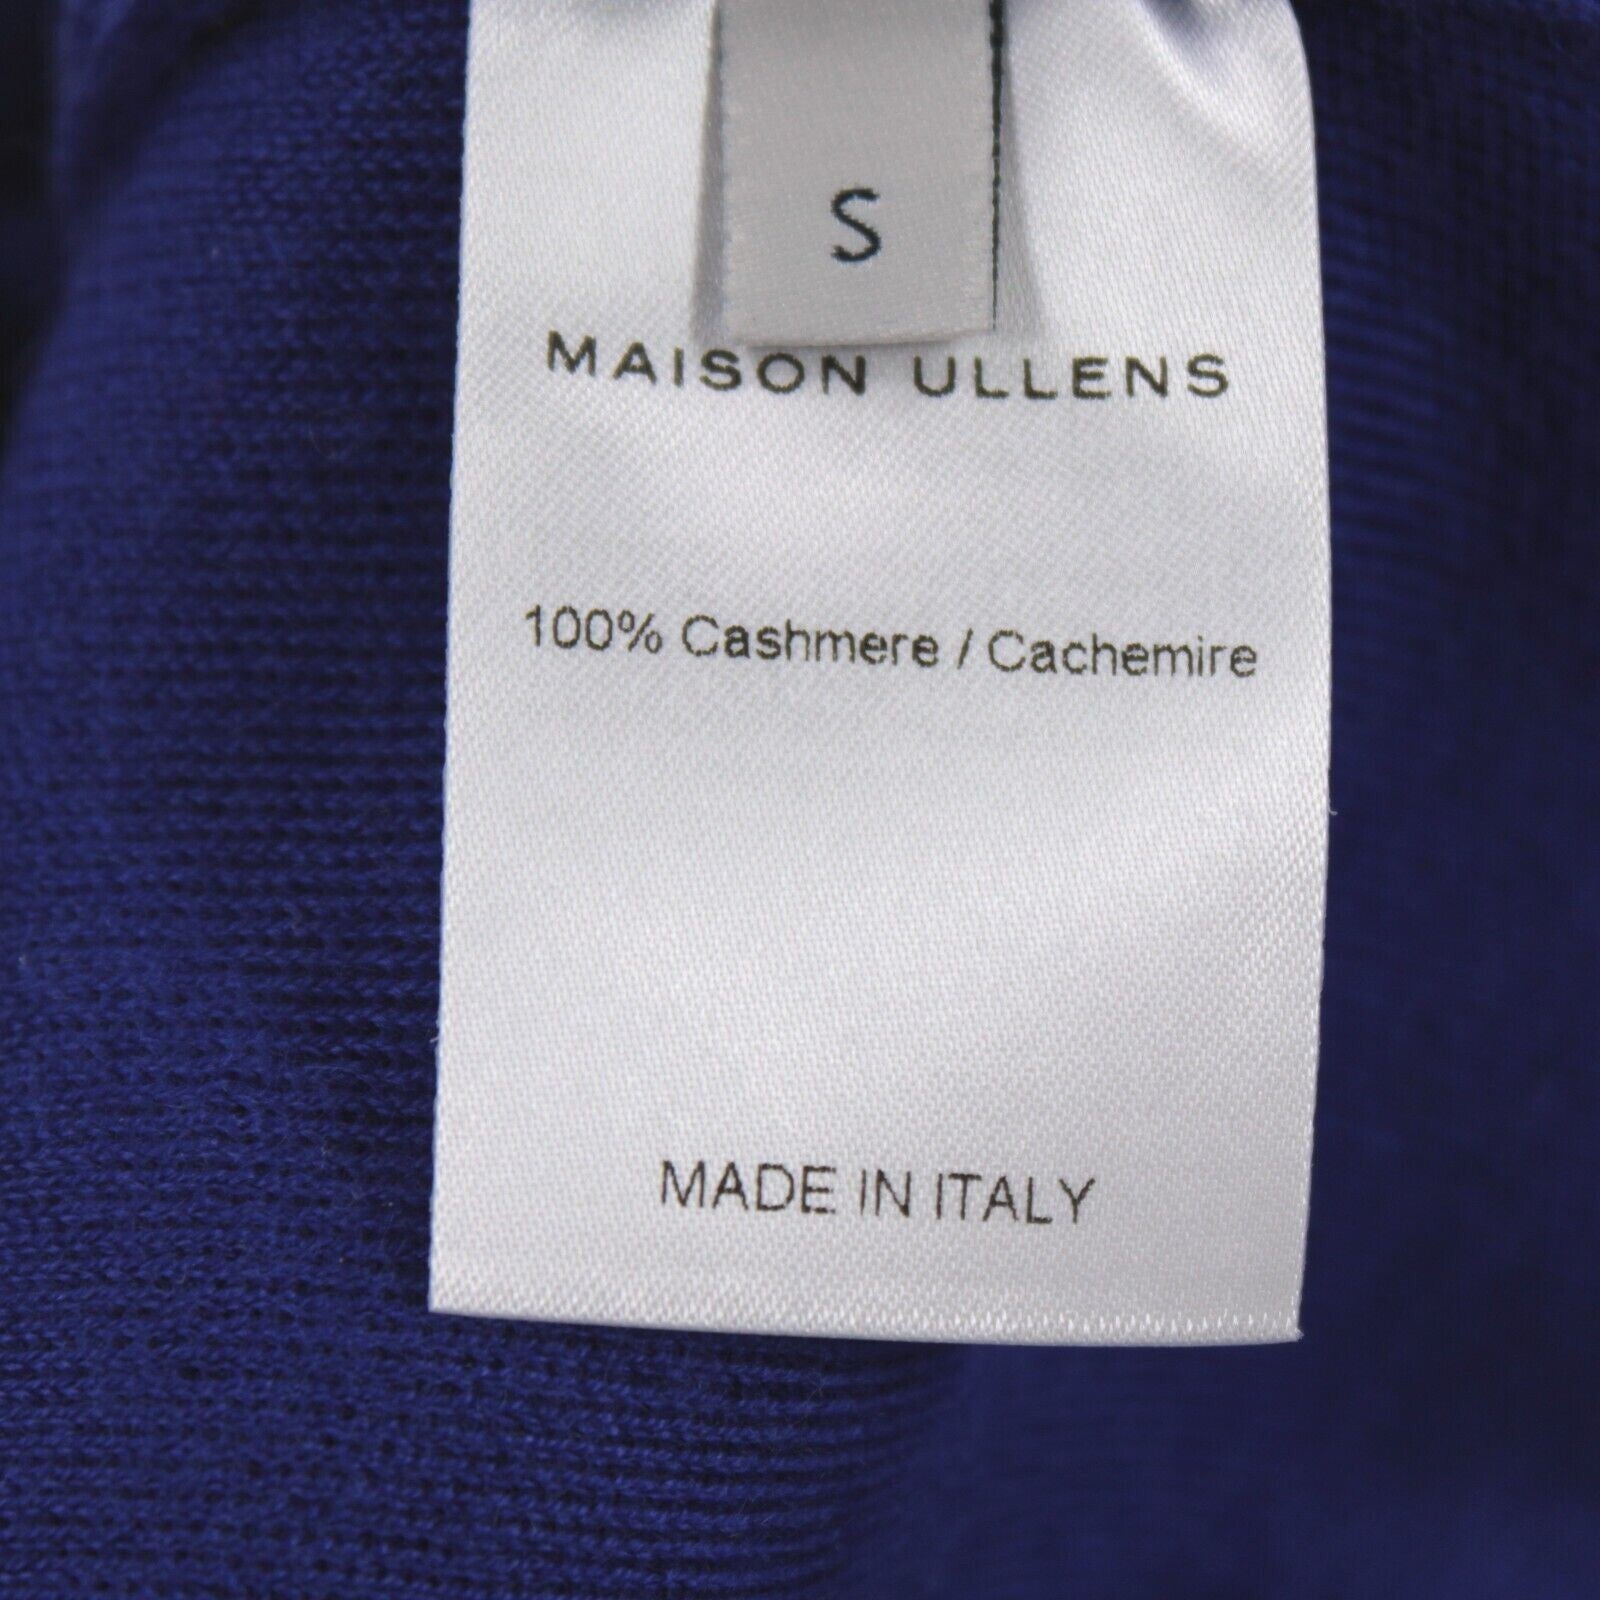 S
MAISON ULLENS
100% Cashmere / Cachemire
MADE IN ITALY